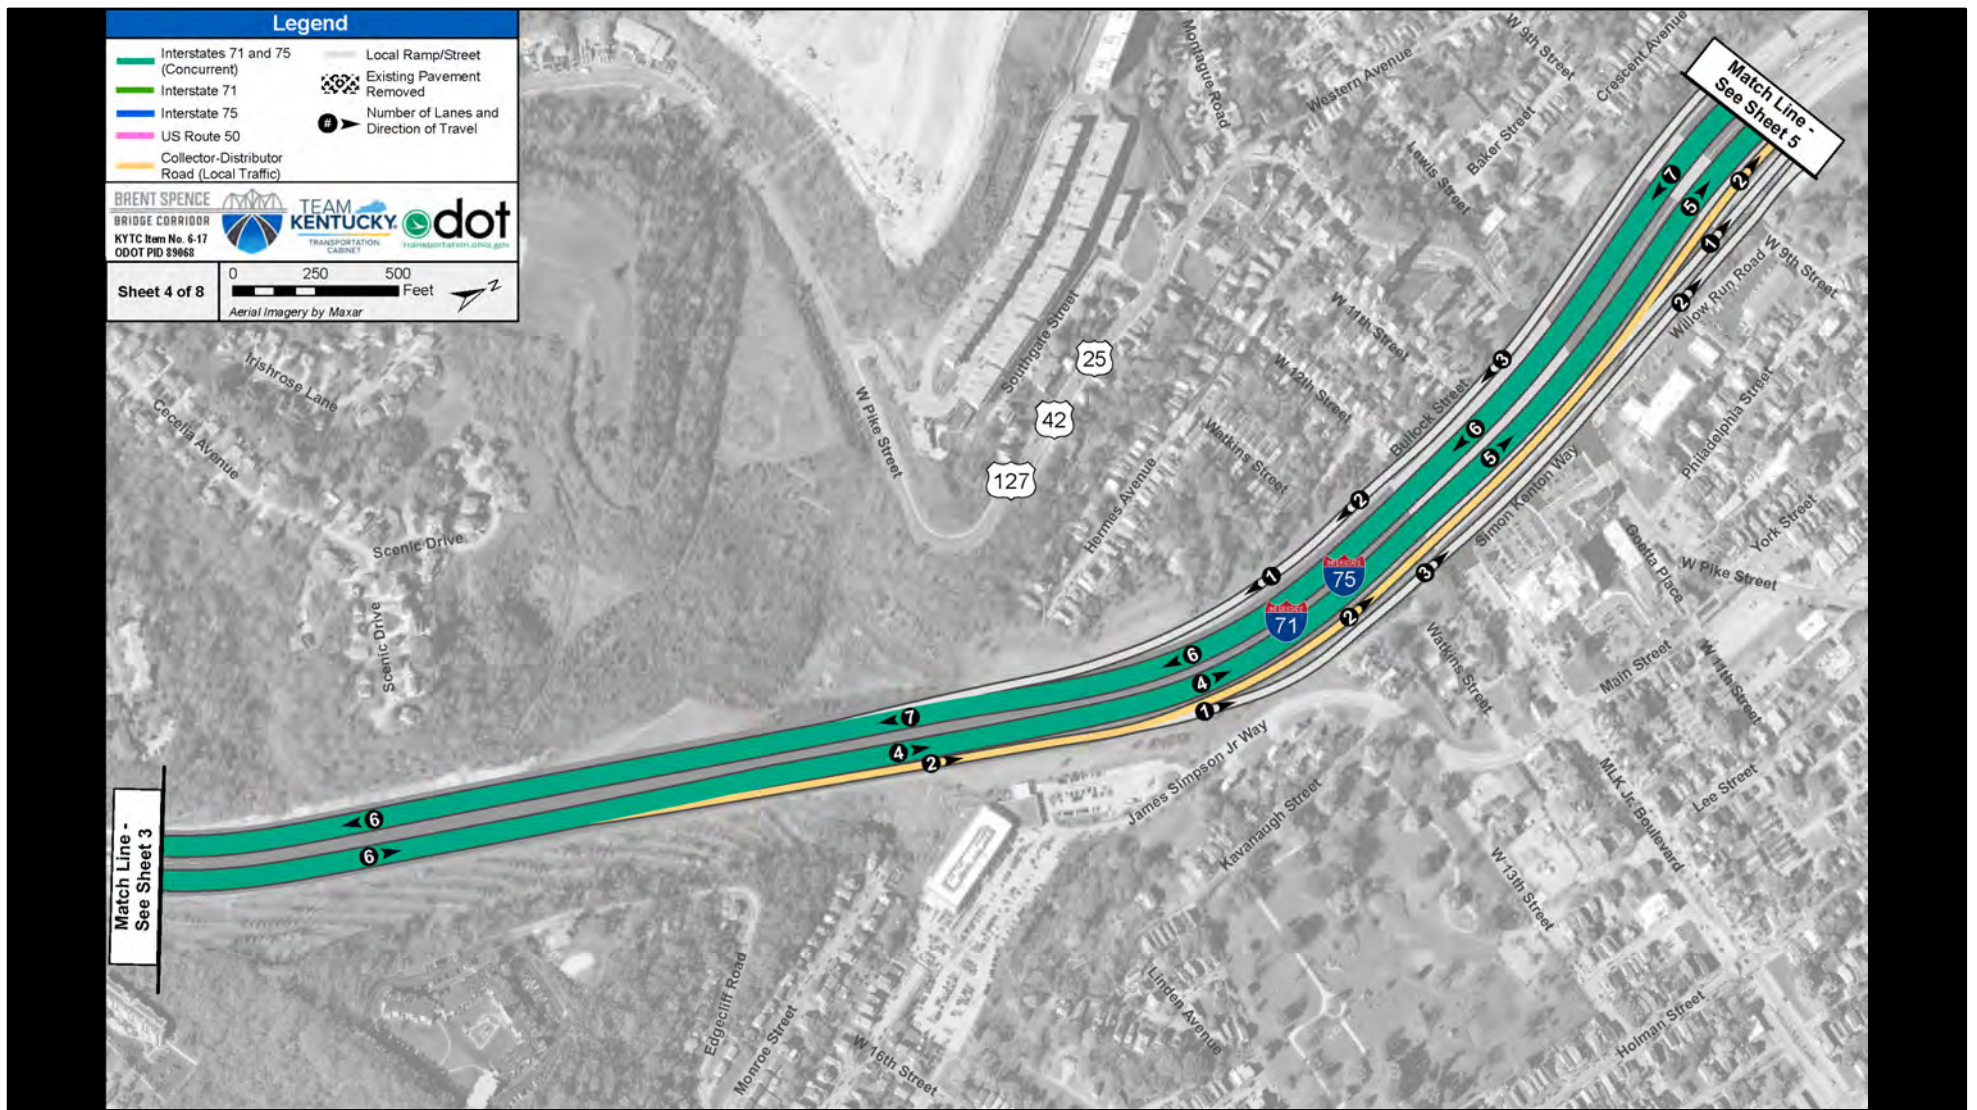 Legend
Interstates 71 and 75
(Concurrent)
Interstate 71
Interstate 75
US Route 50
Collector-Distributor
Road (Local Traffic)
Local Ramp/Street
Existing Pavement
Removed
#
Number of Lanes and
Direction of Travel
BRENT SPENCE
BRIDGE CORRIDOR
KYTC Item No. 6-17
ODOT PID 89068
TEAM
KENTUCKY
TRANSPORTATION
CABINET
odot
transportation.ohio.gov
Sheet 4 of 8
0 250 500
Feet
Z
Aerial Imagery by Maxar
Match Line -
See Sheet 5
Match Line -
See Sheet 3
Montague Road
Western Avenue
W 9th Street
Crescent Avenue
Baker Street
Lewis Street
W 9th Street
Willow Run Road
Southgate Street
W 11th Street
W 12th Street
Bullock Street
Watkins Street
Hermes Avenue
W Pike Street
25
42
127
Irishrose Lane
Cecelia Avenue
Scenic Drive
Scenic Drive
Philadelphia Street
Simon Kenton Way
York Street
Goetta Place
W Pike Street
Watkins Street
Main Street
W 11th Street
MLK Jr. Boulevard
Lee Street
James Slimpson Jr Way
Kavanaugh Street
W 13th Street
Linden Avenue
Holman Street
Edgecliff Road
Monroe Street
W 16th Street
INTERSTATE
75
INTERSTATE
71
7
5
2
1
2
3
6
5
2
3
1
2
6
4
1
7
4
2
6
6